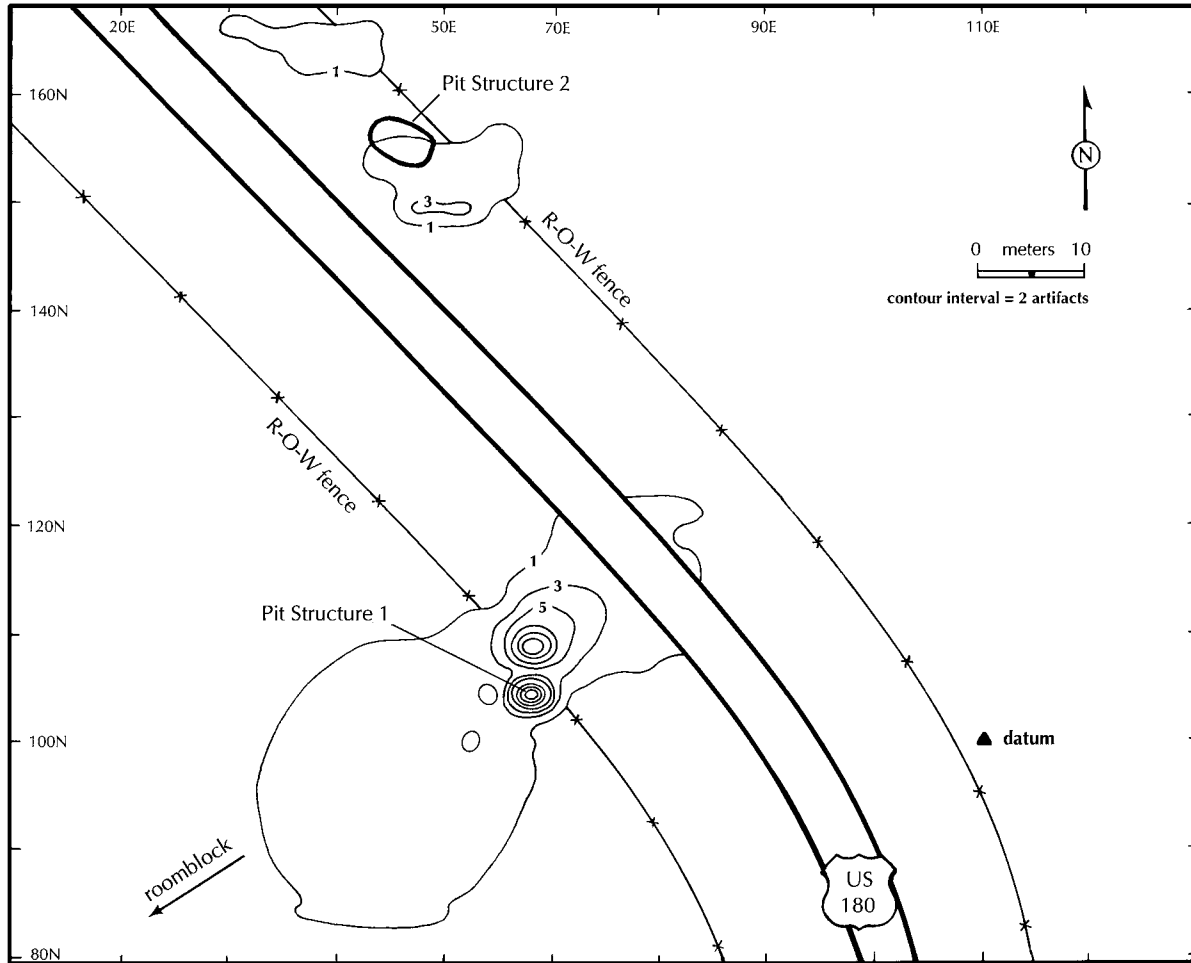 20E 50E 70E 90E 110E
1
Pit Structure 2
160N
N
3
1
R-O-W fence
0 meters 10
contour interval = 2 artifacts
140N
R-O-W fence
120N
1
3
5
Pit Structure 1
100N
datum
roomblock
US
180
80N